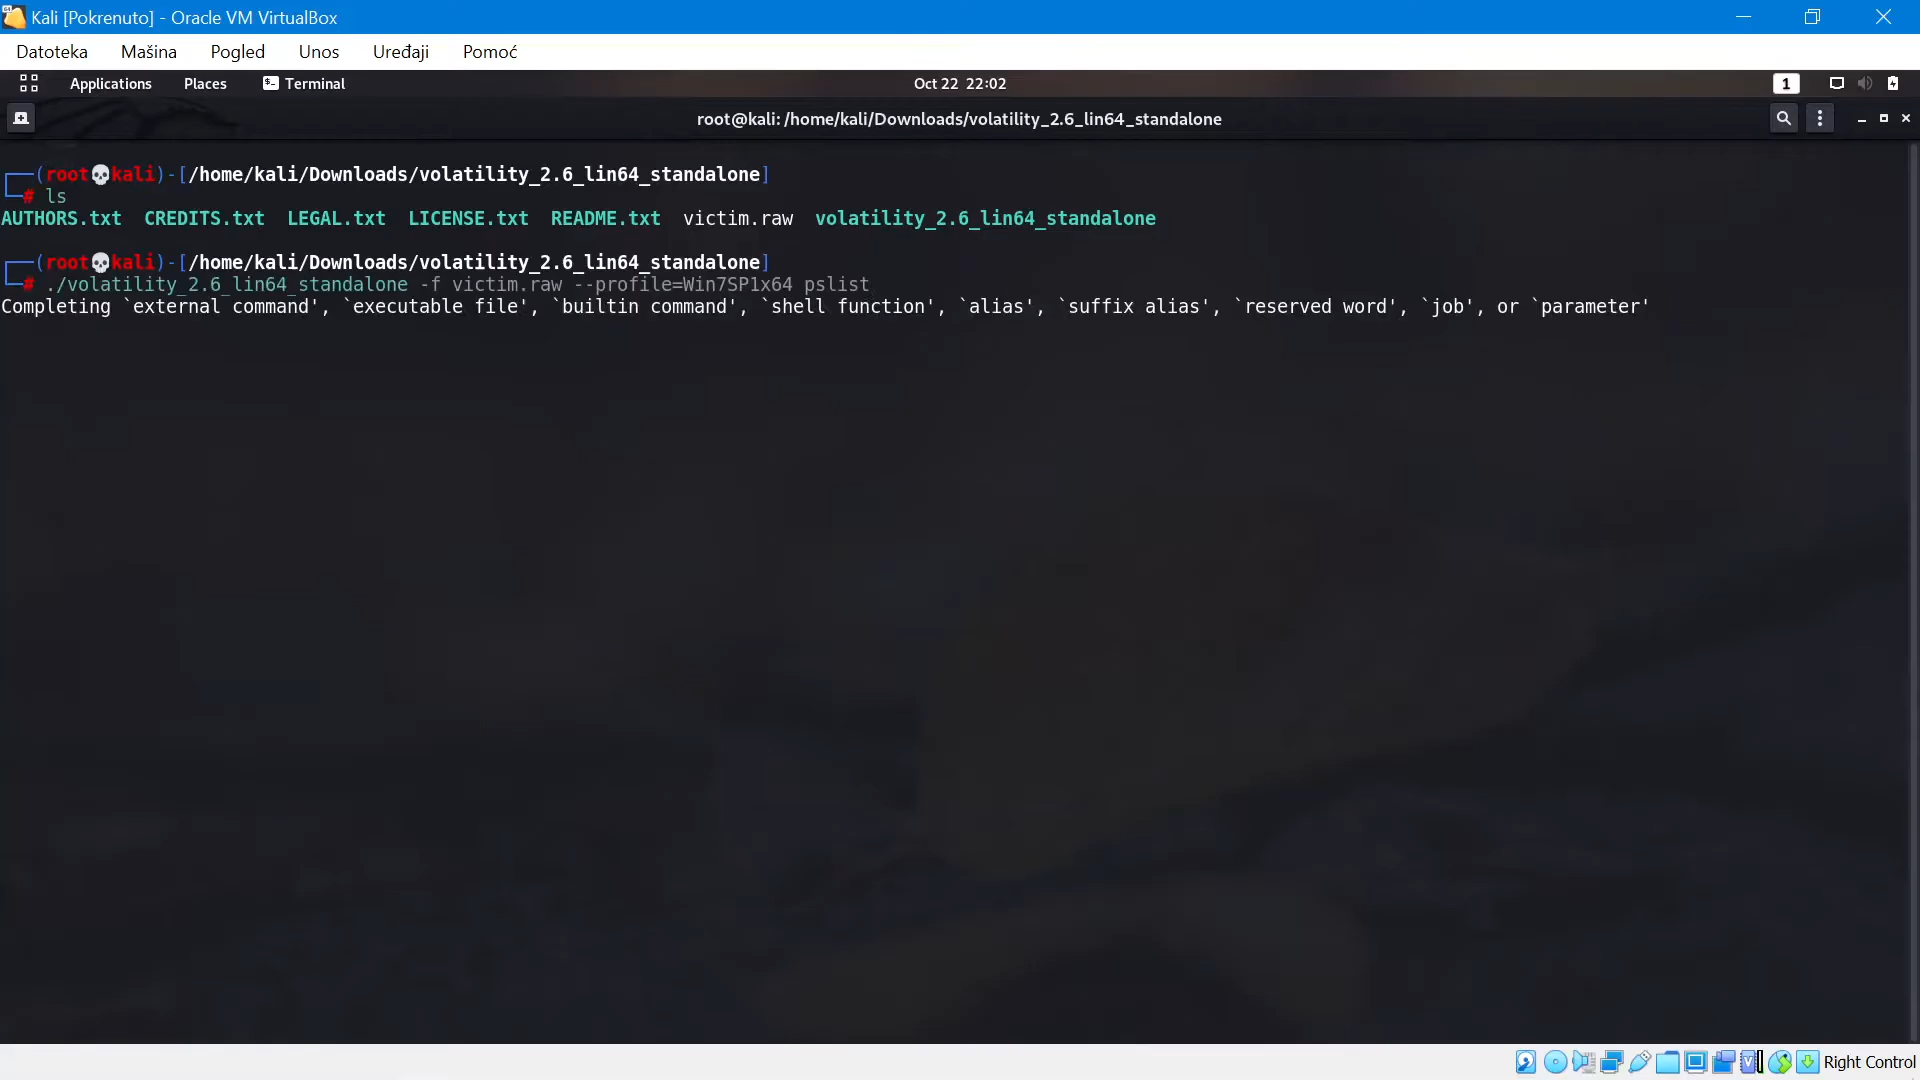 Kali [Pokrenuto] - Oracle VM VirtualBox
Datoteka Mašina Pogled Unos Uređaji Pomoć
Applications Places Terminal Oct 22 22:02 1
root@kali: /home/kali/Downloads/volatility_2.6_lin64_standalone
┌──(root💀kali)-[/home/kali/Downloads/volatility_2.6_lin64_standalone]
└─# ls
AUTHORS.txt CREDITS.txt LEGAL.txt LICENSE.txt README.txt victim.raw volatility_2.6_lin64_standalone
┌──(root💀kali)-[/home/kali/Downloads/volatility_2.6_lin64_standalone]
└─# ./volatility_2.6_lin64_standalone -f victim.raw --profile=Win7SP1x64 pslist
Completing `external command', `executable file', `builtin command', `shell function', `alias', `suffix alias', `reserved word', `job', or `parameter'
Right Control